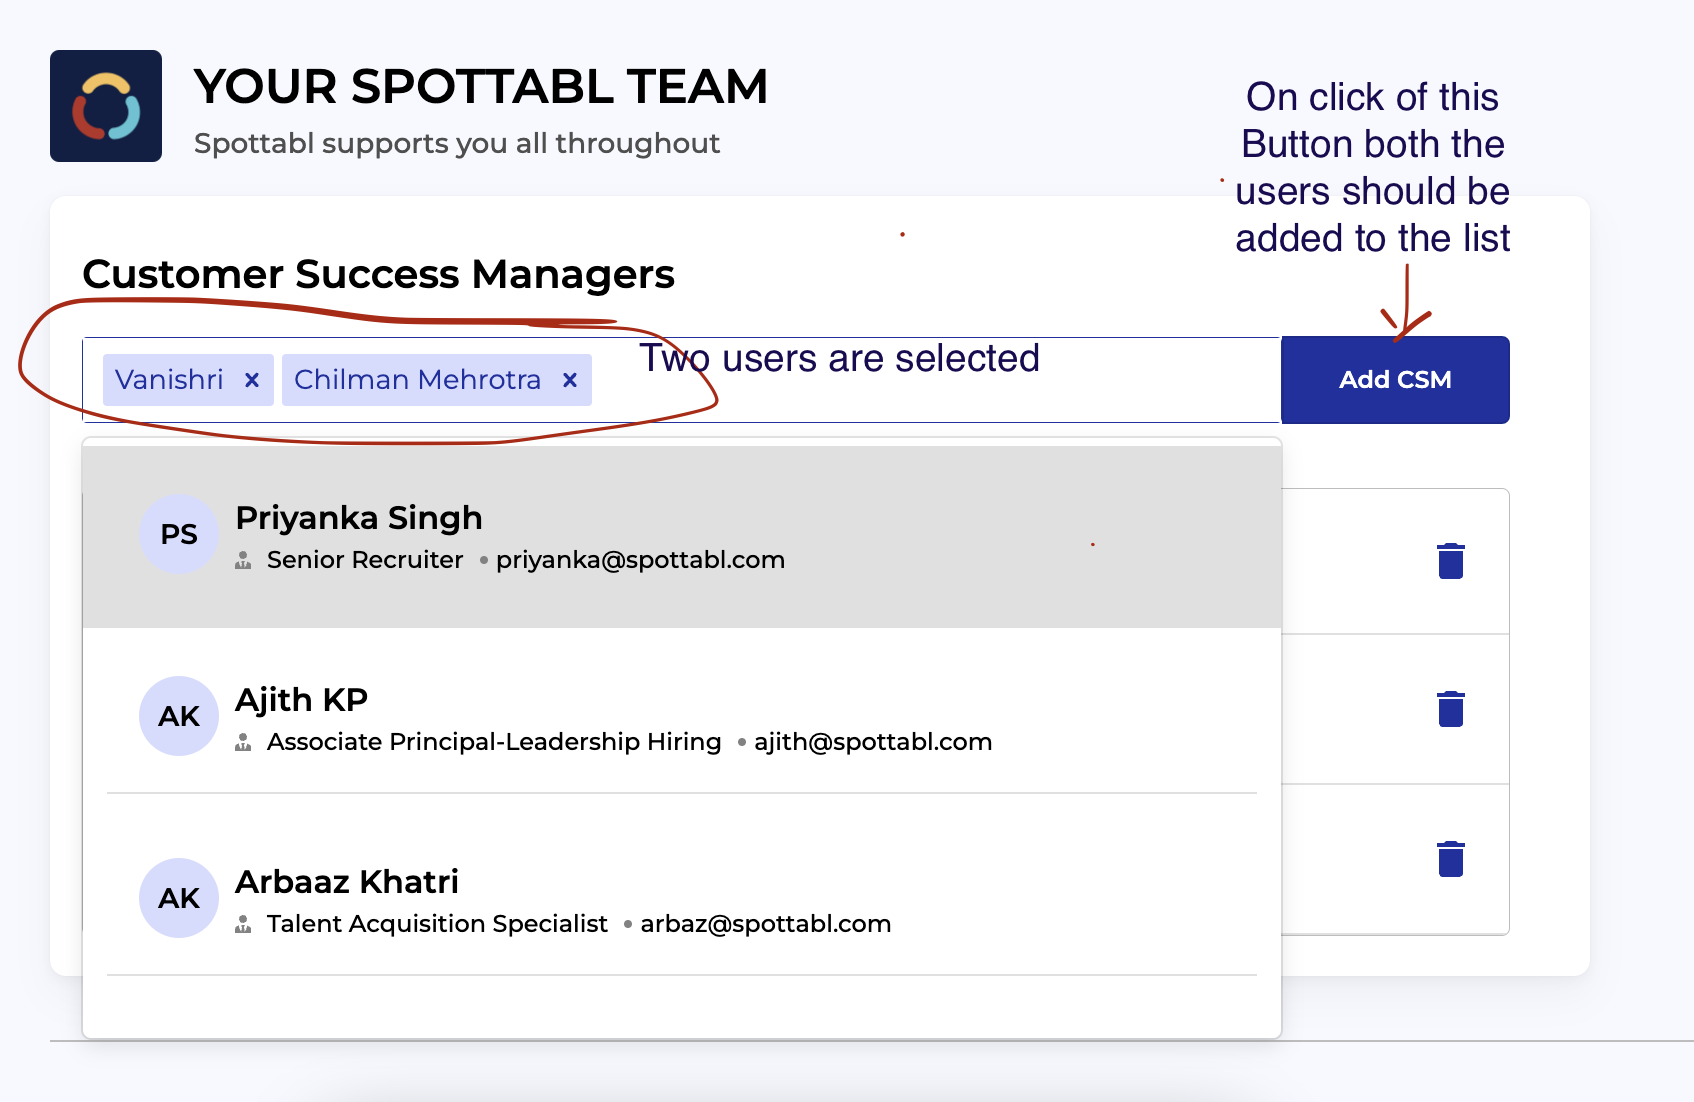 YOUR SPOTTABL TEAM
Spottabl supports you all throughout
On click of this
Button both the
users should be
added to the list
Customer Success Managers
Vanishri x Chilman Mehrotra x
Two users are selected
Add CSM
PS
Priyanka Singh
Senior Recruiter • priyanka@spottabl.com
AK
Ajith KP
Associate Principal-Leadership Hiring • ajith@spottabl.com
AK
Arbaaz Khatri
Talent Acquisition Specialist • arbaz@spottabl.com